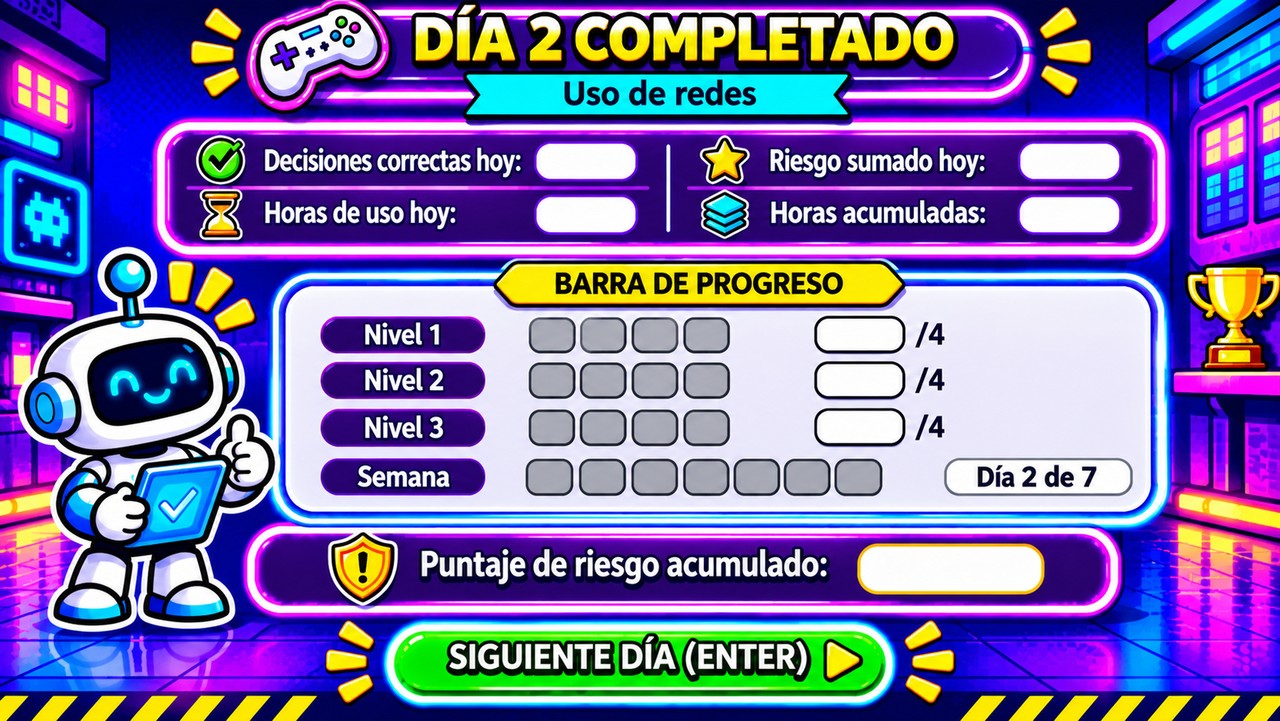 DÍA 2 COMPLETADO
Uso de redes
Decisiones correctas hoy:
Riesgo sumado hoy:
Horas de uso hoy:
Horas acumuladas:
BARRA DE PROGRESO
Nivel 1 /4
Nivel 2 /4
Nivel 3 /4
Semana Día 2 de 7
Puntaje de riesgo acumulado:
SIGUIENTE DÍA (ENTER)